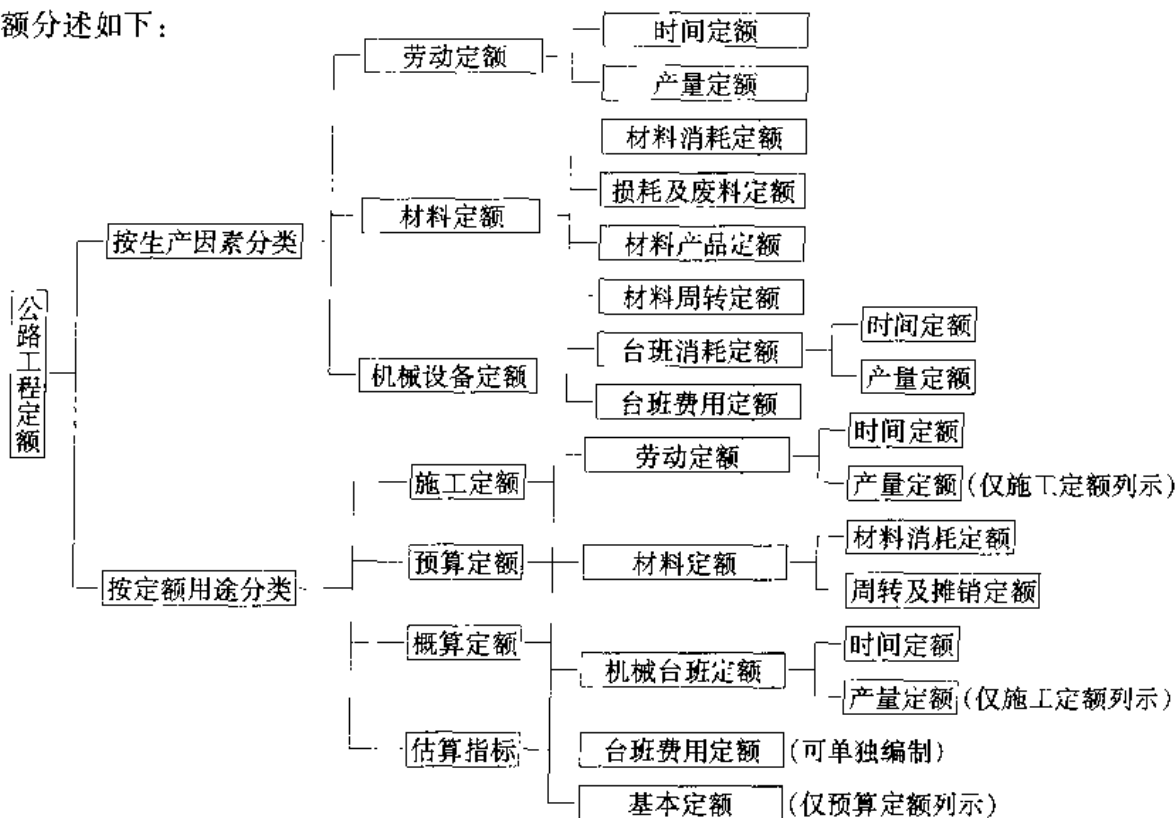 额分述如下：
公路工程定额
按生产因素分类
劳动定额
时间定额
产量定额
材料定额
材料消耗定额
损耗及废料定额
材料产品定额
材料周转定额
机械设备定额
台班消耗定额
时间定额
产量定额
台班费用定额
按定额用途分类
施工定额
预算定额
概算定额
估算指标
劳动定额
时间定额
产量定额(仅施工定额列示)
材料定额
材料消耗定额
周转及摊销定额
机械台班定额
时间定额
产量定额(仅施工定额列示)
台班费用定额(可单独编制)
基本定额(仅预算定额列示)